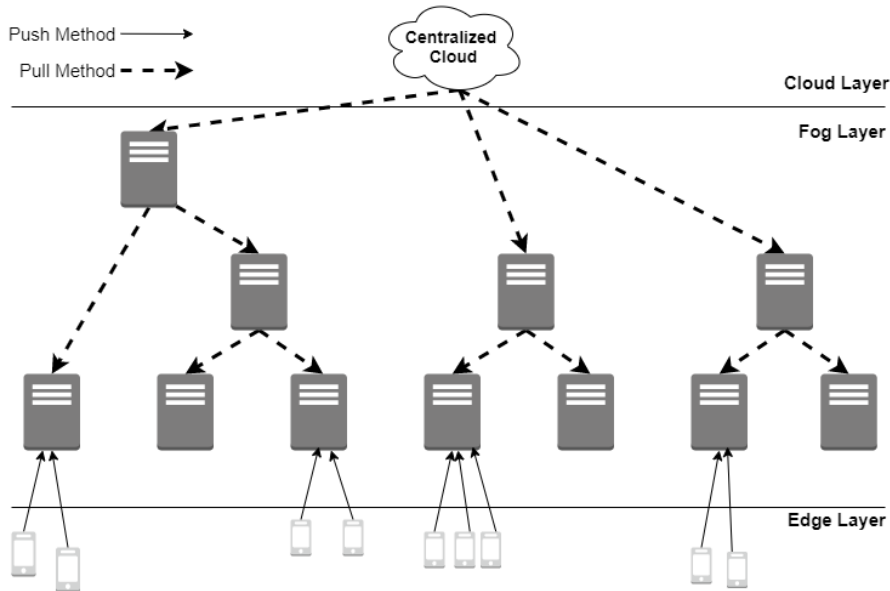 Push Method
Pull Method
Centralized
Cloud
Cloud Layer
Fog Layer
Edge Layer